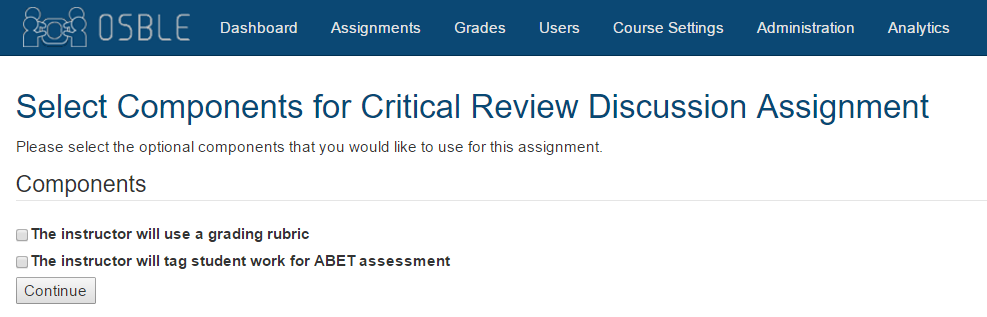 OSBLE Dashboard Assignments Grades Users Course Settings Administration Analytics
Select Components for Critical Review Discussion Assignment
Please select the optional components that you would like to use for this assignment.
Components
The instructor will use a grading rubric
The instructor will tag student work for ABET assessment
Continue